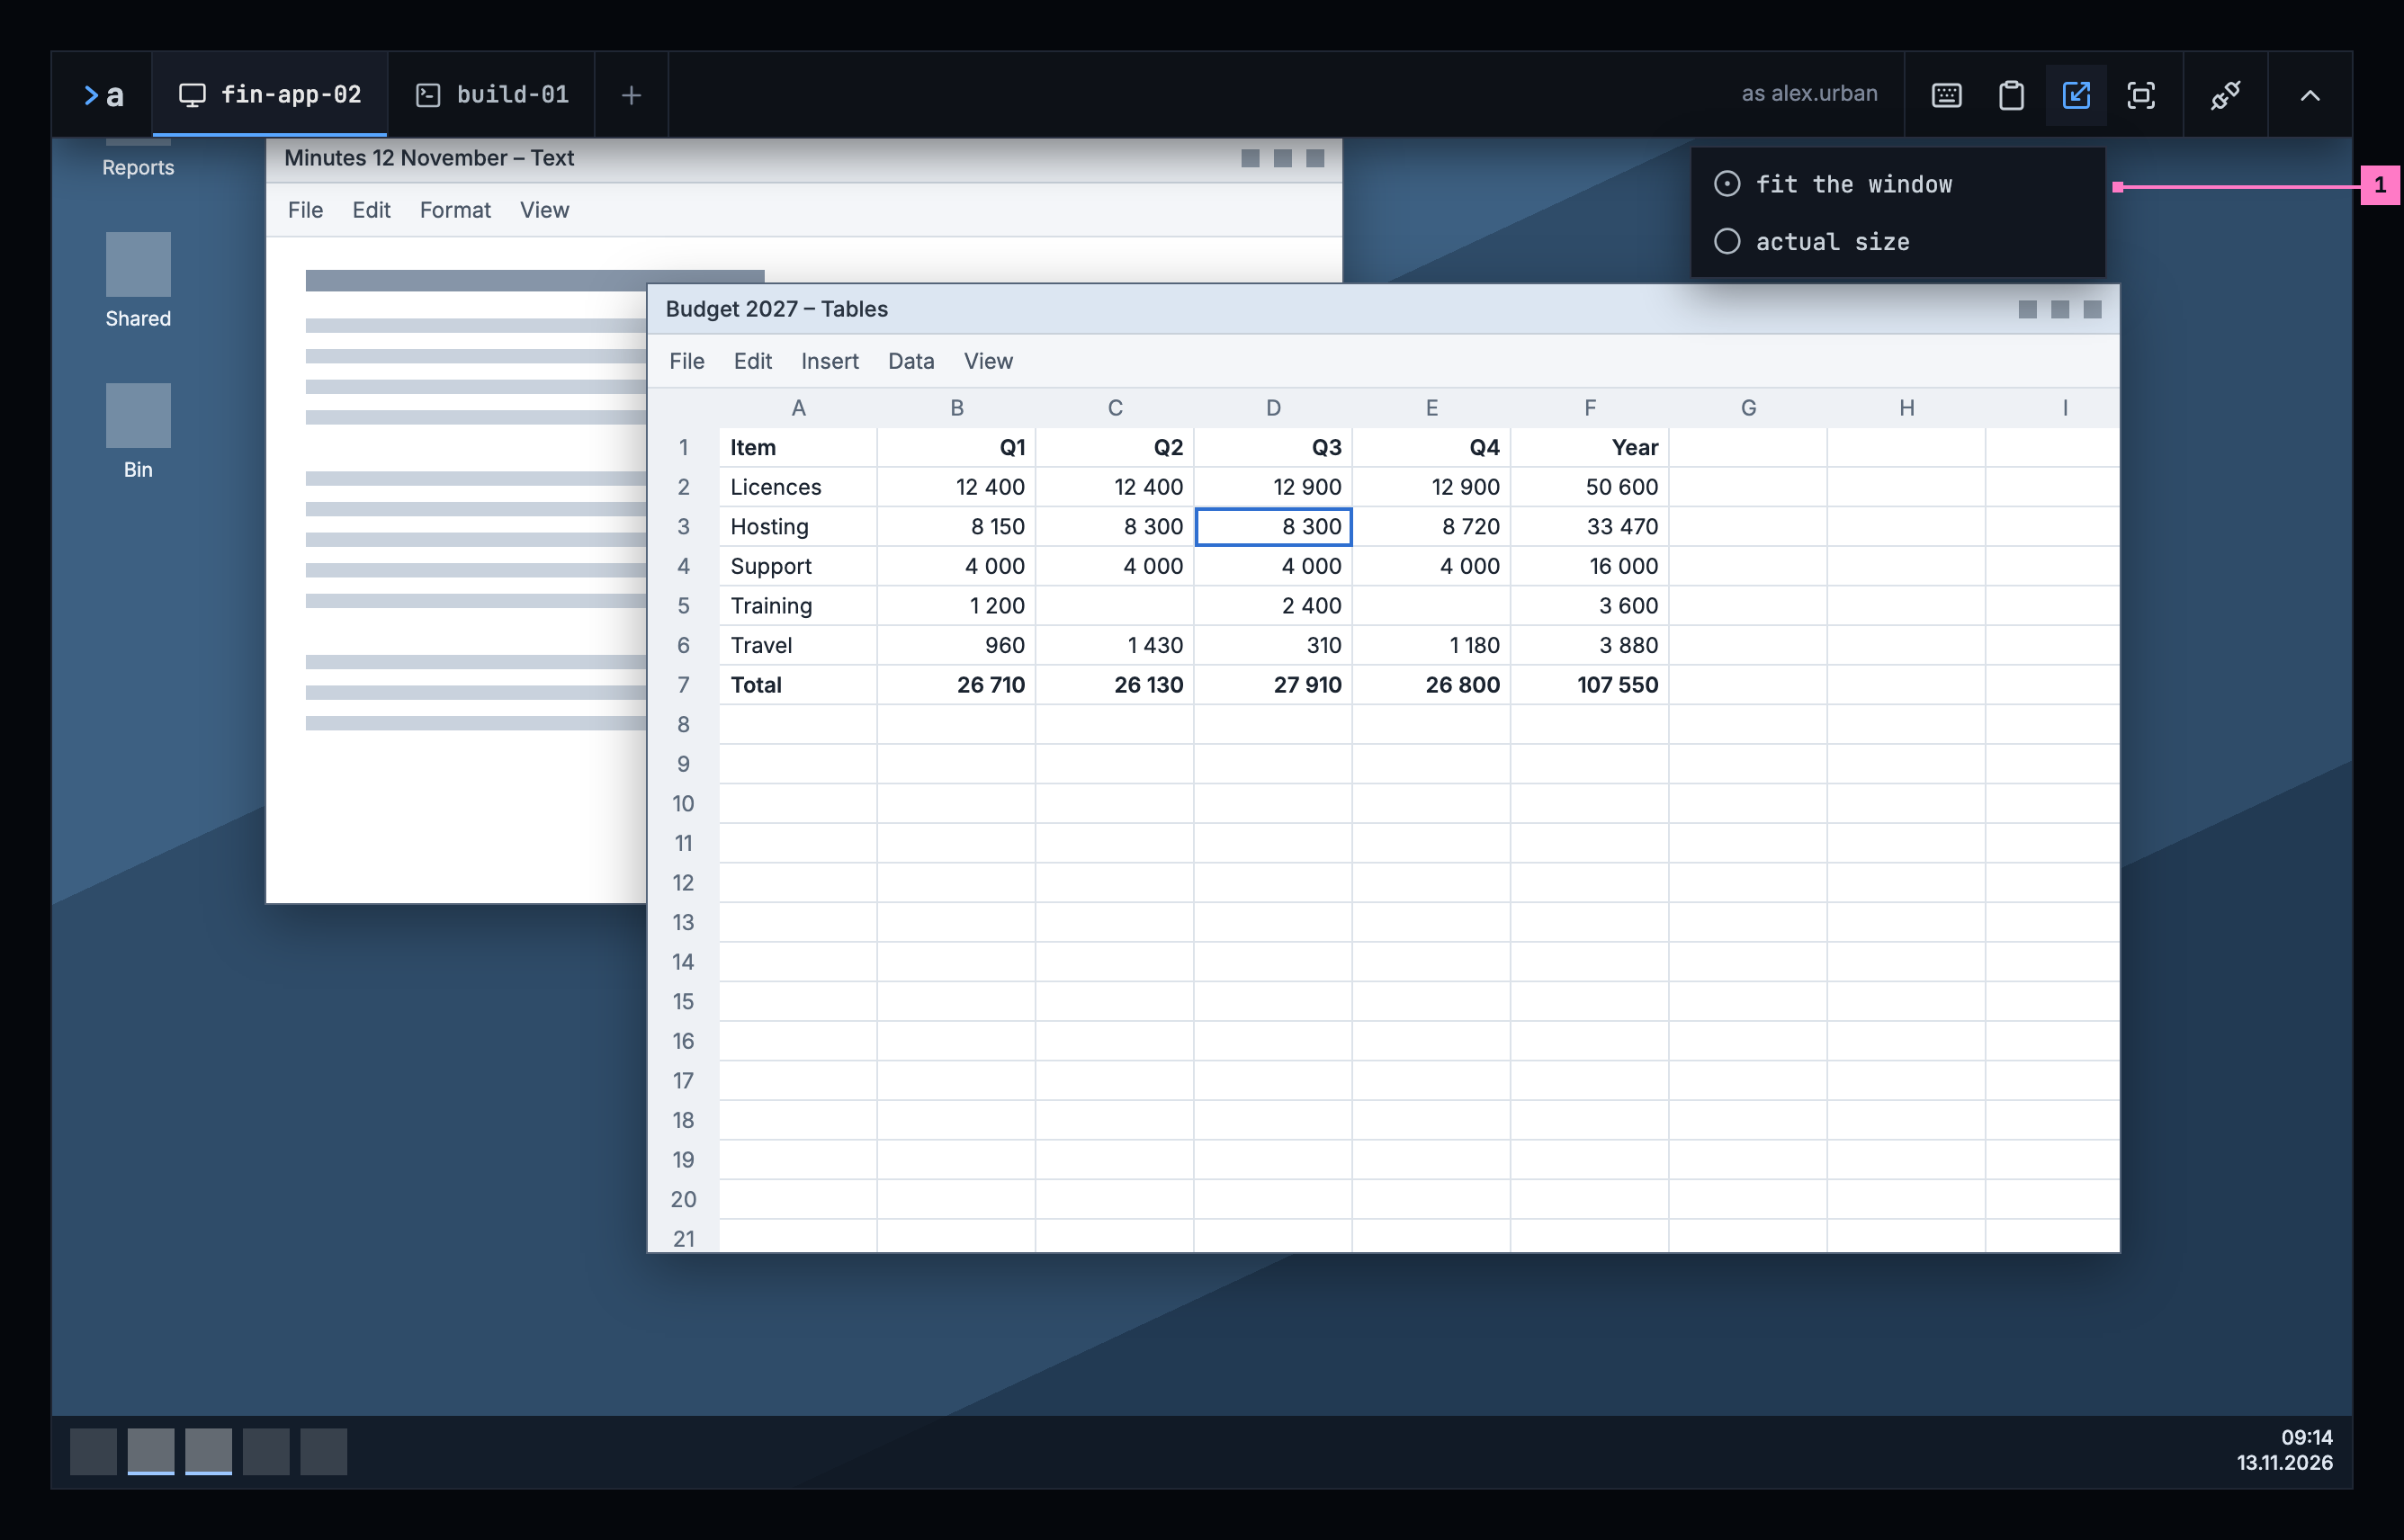 >a fin-app-02 build-01 + as alex.urban
Reports
Minutes 12 November – Text
File Edit Format View
fit the window
1
actual size
Shared
Bin
Budget 2027 – Tables
File Edit Insert Data View
A B C D E F G H I
1 Item Q1 Q2 Q3 Q4 Year
2 Licences 12 400 12 400 12 900 12 900 50 600
3 Hosting 8 150 8 300 8 300 8 720 33 470
4 Support 4 000 4 000 4 000 4 000 16 000
5 Training 1 200 2 400 3 600
6 Travel 960 1 430 310 1 180 3 880
7 Total 26 710 26 130 27 910 26 800 107 550
8
9
10
11
12
13
14
15
16
17
18
19
20
21
09:14
13.11.2026